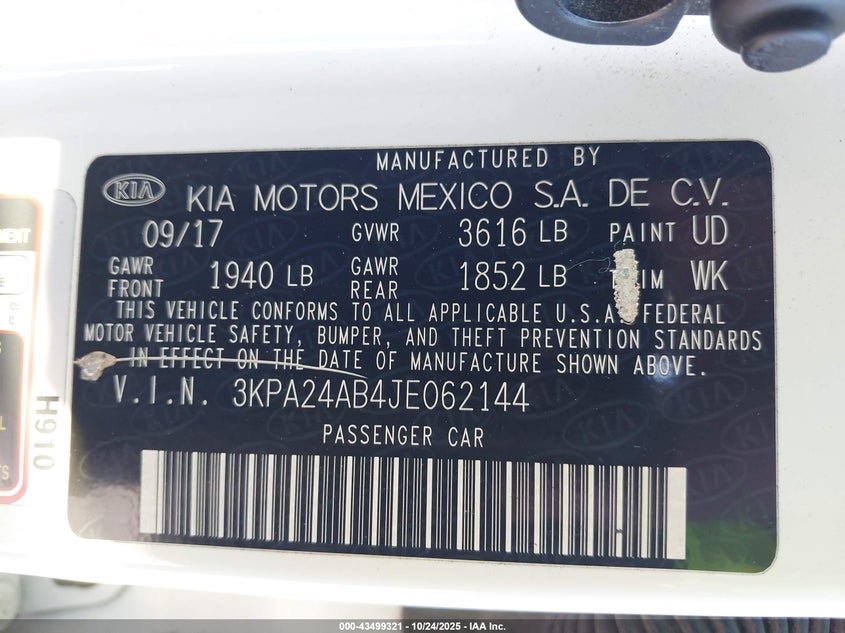 MANUFACTURED BY
KIA KIA MOTORS MEXICO S.A. DE C.V.
09/17 GVWR 3616 LB PAINT UD
GAWR FRONT 1940 LB GAWR REAR 1852 LB WK
THIS VEHICLE CONFORMS TO ALL APPLICABLE U.S.A. FEDERAL
MOTOR VEHICLE SAFETY, BUMPER, AND THEFT PREVENTION STANDARDS
IN EFFECT ON THE DATE OF MANUFACTURE SHOWN ABOVE.
V.I.N. 3KPA24AB4JE062144
PASSENGER CAR
H910
000-43499321 | 10/24/2025 - IAA Inc.